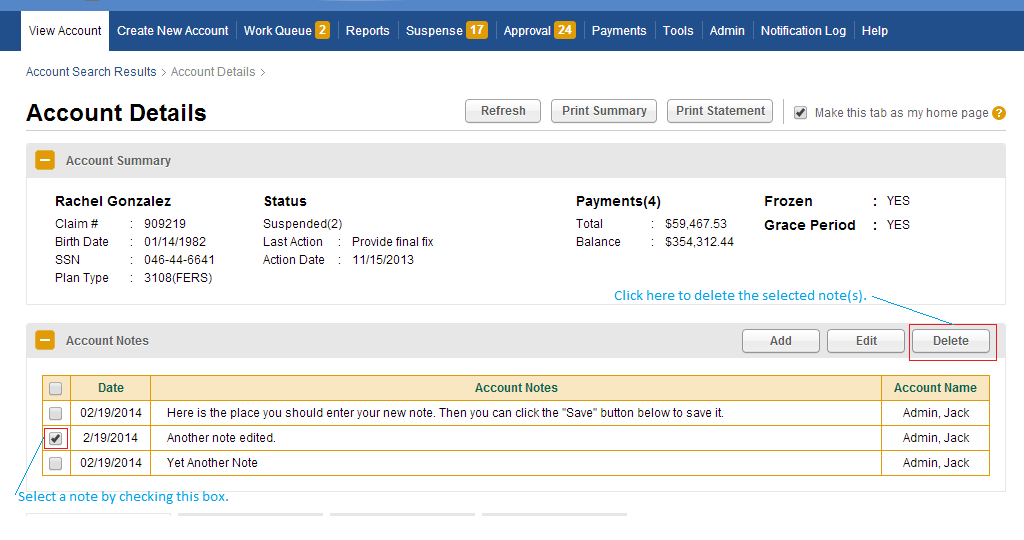 View Account Create New Account Work Queue 2 Reports Suspense 17 Approval 24 Payments Tools Admin Notification Log Help
Account Search Results > Account Details >
Account Details Refresh Print Summary Print Statement Make this tab as my home page ?
Account Summary
Rachel Gonzalez Status Payments(4) Frozen : YES
Claim # : 909219 Suspended(2) Total : $59,467.53 Grace Period : YES
Birth Date : 01/14/1982 Last Action : Provide final fix Balance : $354,312.44
SSN : 046-44-6641 Action Date : 11/15/2013
Plan Type : 3108(FERS)
Click here to delete the selected note(s).
Account Notes Add Edit Delete
Date Account Notes Account Name
02/19/2014 Here is the place you should enter your new note. Then you can click the "Save" button below to save it. Admin, Jack
2/19/2014 Another note edited. Admin, Jack
02/19/2014 Yet Another Note Admin, Jack
Select a note by checking this box.